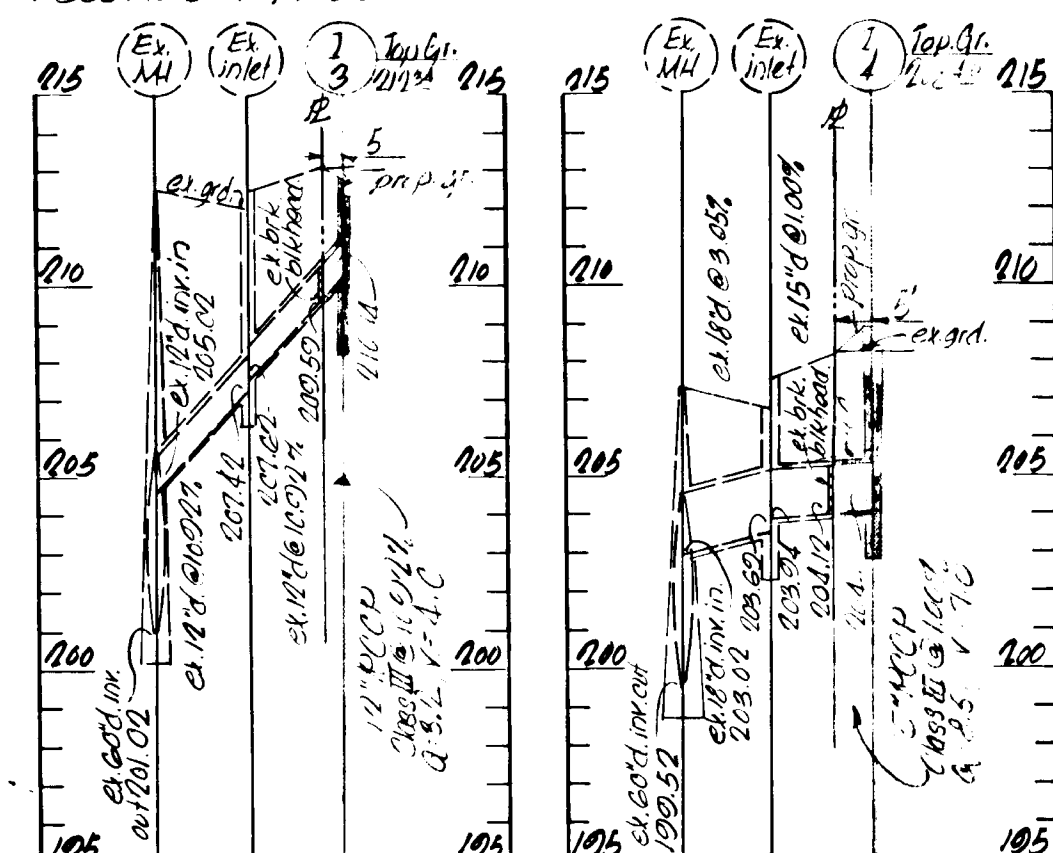 Ex. MH
Ex. inlet
I 3
Top Gr.
215
215
5
prop. gr.
ex. grd.
ex. brk. blkhead
210
210
ex. 12"d. inv. in
205.02
209.59
205
205
ex. 12"d. @ 10.92%
207.42
207.62
ex. 12"d @ 10.92%
200
200
ex. 60"d. inv.
out 201.02
12" RCCP
Class III @
195
195
Ex. MH
Ex. inlet
I 4
Top. Gr.
215
215
ex. 18"d @ 3.05%
ex. 15"d @ 1.00%
prop. gr.
210
210
5'
ex. grd.
ex. brk. blkhead
205
205
203.62
203.94
204.12
ex. 18"d. inv. in.
203.02
200
200
ex. 60"d. inv. out
199.52
Class III @ 1.00%
195
195